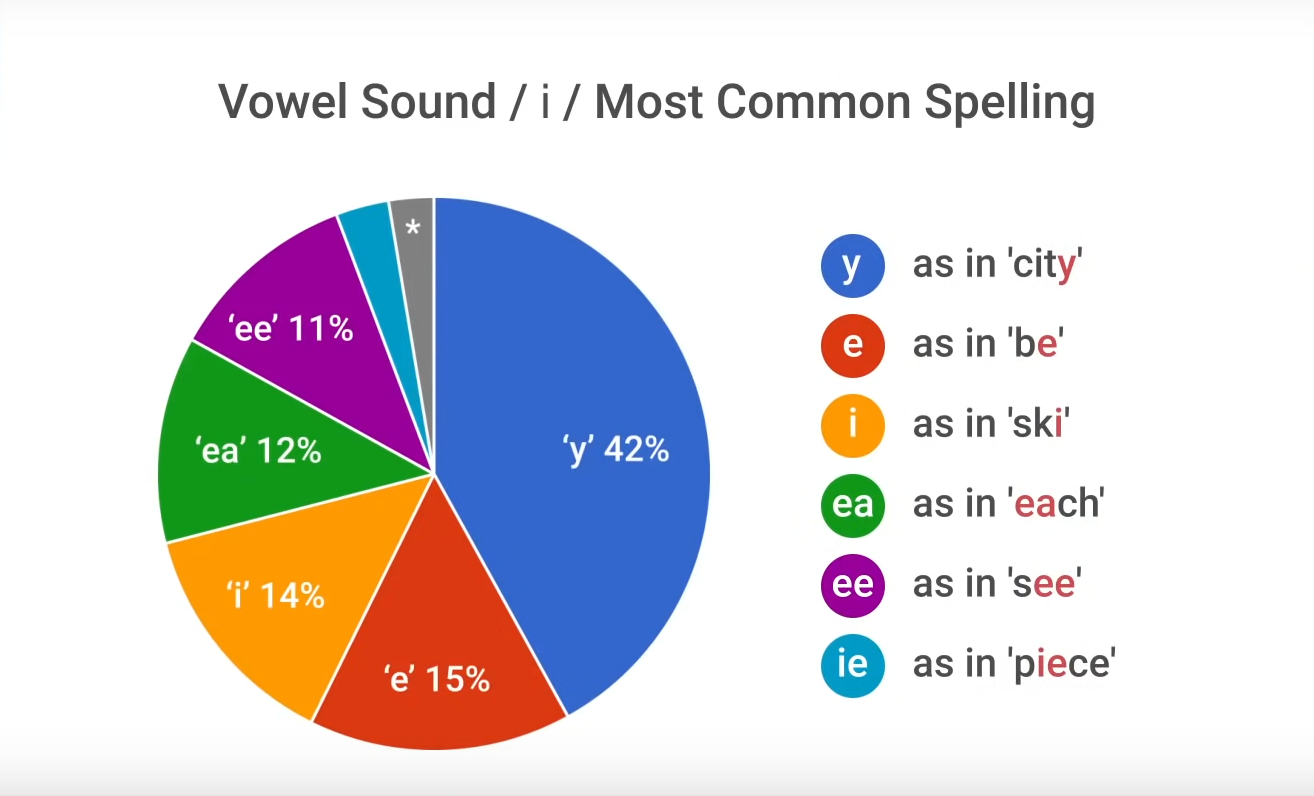 Vowel Sound / i / Most Common Spelling
*
‘ee’ 11%
‘ea’ 12%
‘y’ 42%
‘i’ 14%
‘e’ 15%
y as in 'city'
e as in 'be'
i as in 'ski'
ea as in 'each'
ee as in 'see'
ie as in 'piece'